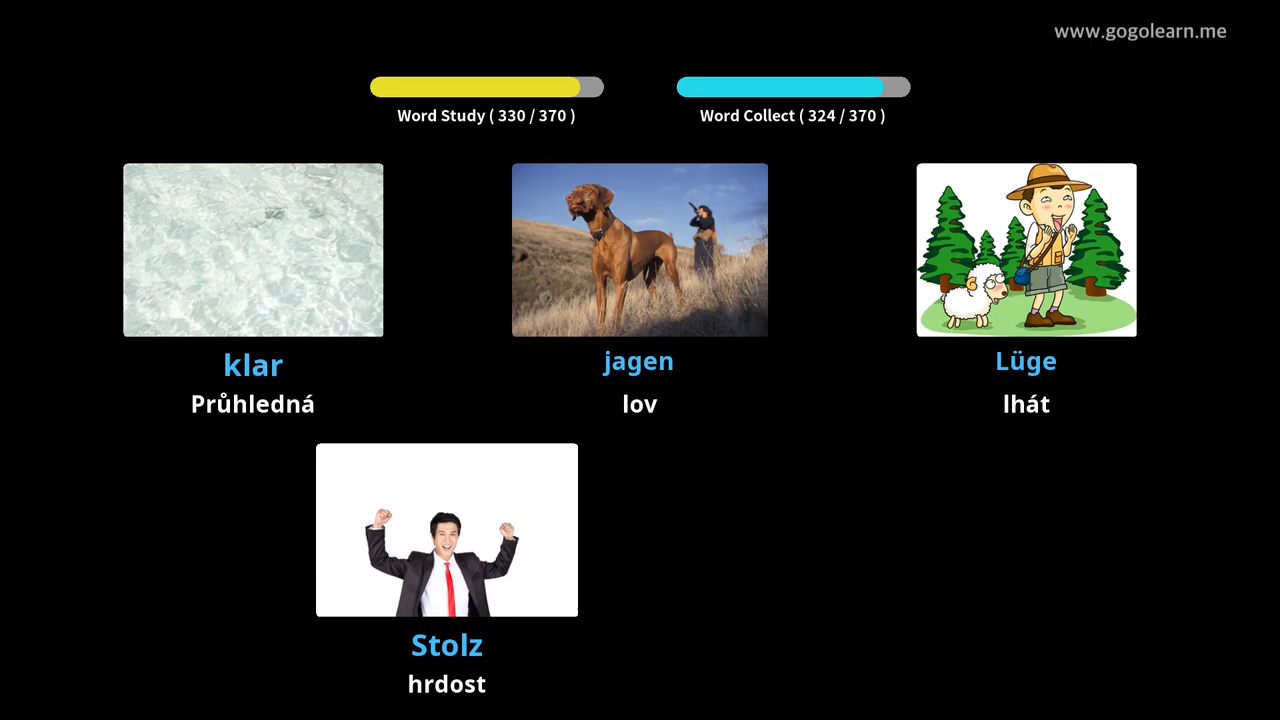 www.gogolearn.me
Word Study ( 330 / 370 )
Word Collect ( 324 / 370 )
klar
Průhledná
jagen
lov
Lüge
lhát
Stolz
hrdost